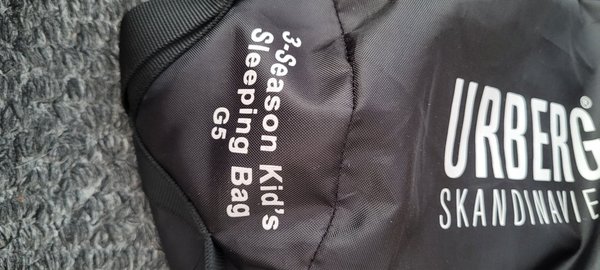 3-Season Kid's
Sleeping Bag
G5
URBERG®
SKANDINAVIE